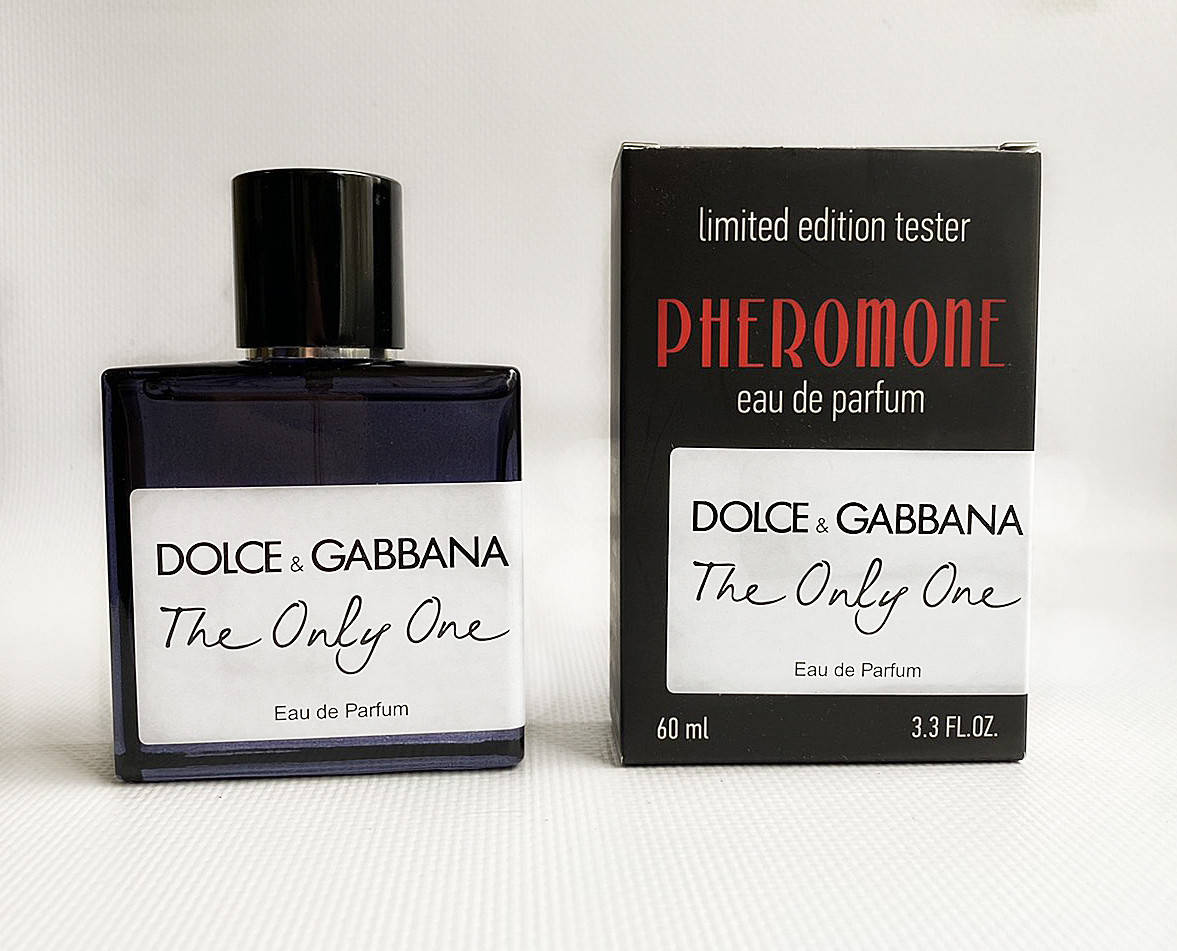 DOLCE & GABBANA
The Only One
Eau de Parfum
limited edition tester
PHEROMONE
eau de parfum
DOLCE & GABBANA
The Only One
Eau de Parfum
60 ml 3.3 FL.OZ.